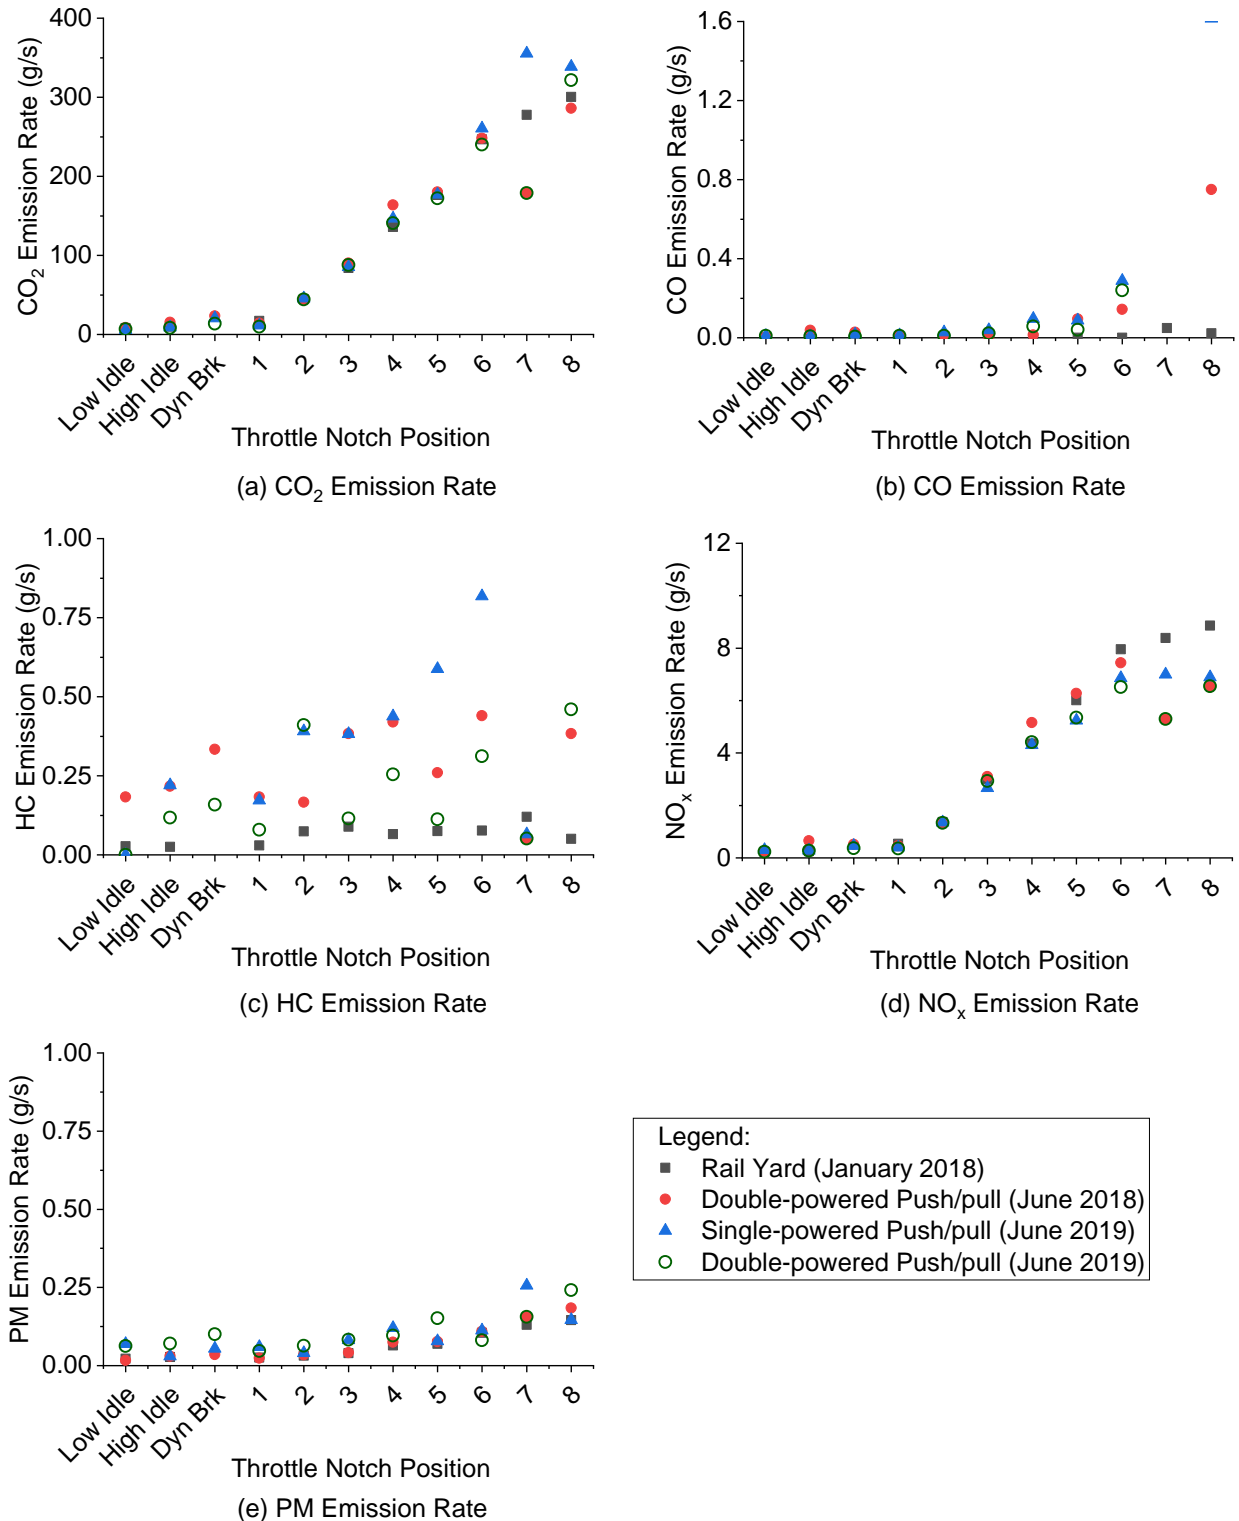 400
300
200
100
0
CO₂ Emission Rate (g/s)
Low Idle
High Idle
Dyn Brk
1
2
3
4
5
6
7
8
Throttle Notch Position
(a) CO₂ Emission Rate
1.6
1.2
0.8
0.4
0.0
CO Emission Rate (g/s)
Low Idle
High Idle
Dyn Brk
1
2
3
4
5
6
7
8
Throttle Notch Position
(b) CO Emission Rate
1.00
0.75
0.50
0.25
0.00
HC Emission Rate (g/s)
Low Idle
High Idle
Dyn Brk
1
2
3
4
5
6
7
8
Throttle Notch Position
(c) HC Emission Rate
12
8
4
0
NOₓ Emission Rate (g/s)
Low Idle
High Idle
Dyn Brk
1
2
3
4
5
6
7
8
Throttle Notch Position
(d) NOₓ Emission Rate
1.00
0.75
0.50
0.25
0.00
PM Emission Rate (g/s)
Low Idle
High Idle
Dyn Brk
1
2
3
4
5
6
7
8
Throttle Notch Position
(e) PM Emission Rate
Legend:
Rail Yard (January 2018)
Double-powered Push/pull (June 2018)
Single-powered Push/pull (June 2019)
Double-powered Push/pull (June 2019)